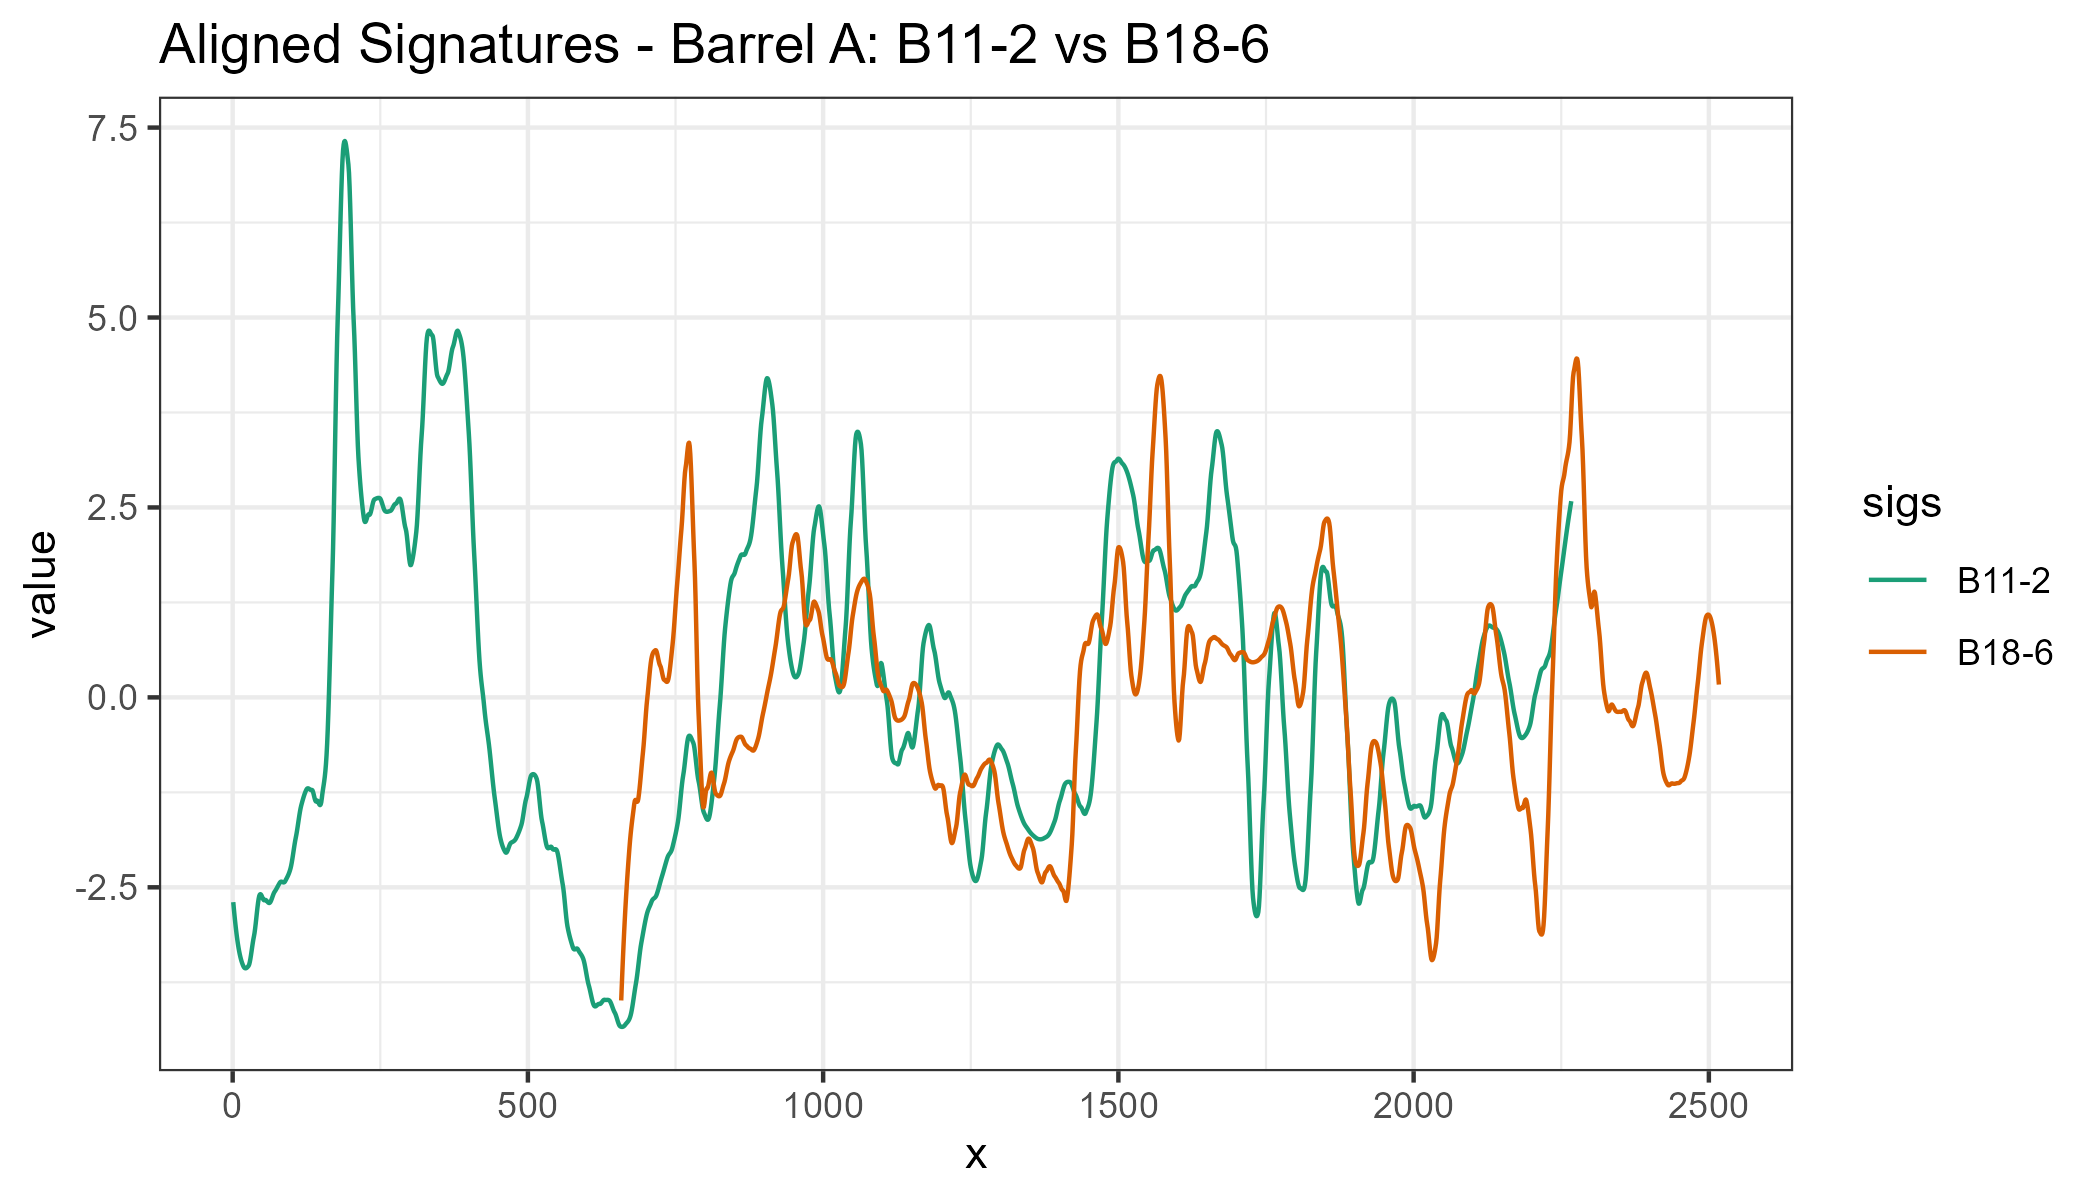 Aligned Signatures - Barrel A: B11-2 vs B18-6
7.5
5.0
2.5
0.0
-2.5
value
0 500 1000 1500 2000 2500
x
sigs
B11-2
B18-6